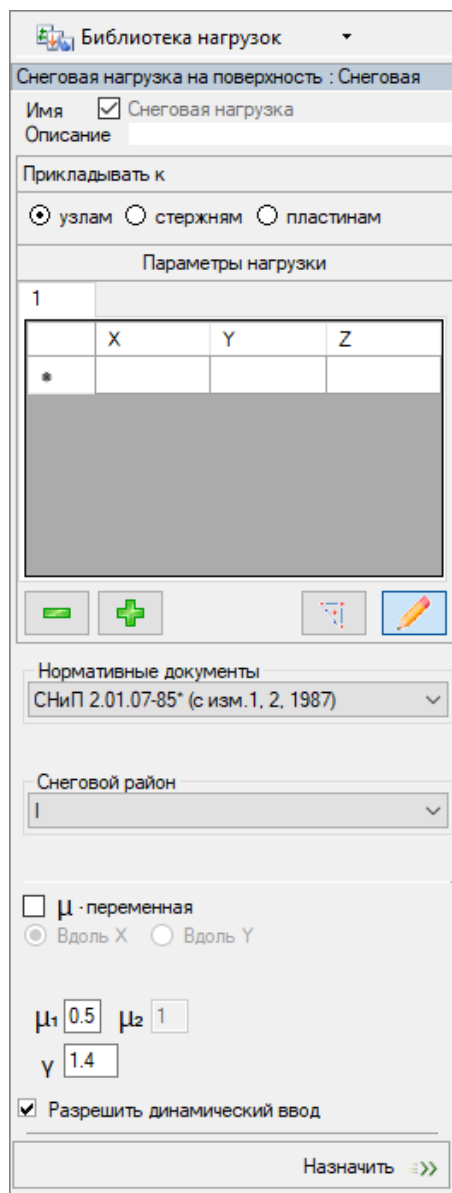 Библиотека нагрузок
Снеговая нагрузка на поверхность : Снеговая
Имя Снеговая нагрузка
Описание
Прикладывать к
узлам стержням пластинам
Параметры нагрузки
1
X Y Z
*
Нормативные документы
СНиП 2.01.07-85* (с изм.1, 2, 1987)
Снеговой район
I
μ - переменная
Вдоль X Вдоль Y
μ₁ 0.5 μ₂ 1
γ 1.4
Разрешить динамический ввод
Назначить